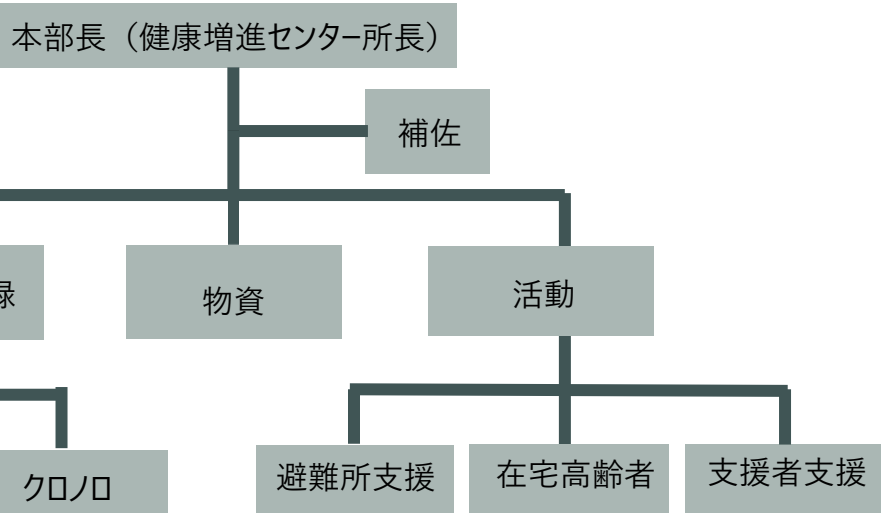 本部長（健康増進センター所長）
補佐
録
物資
活動
クロノロ
避難所支援
在宅高齢者
支援者支援